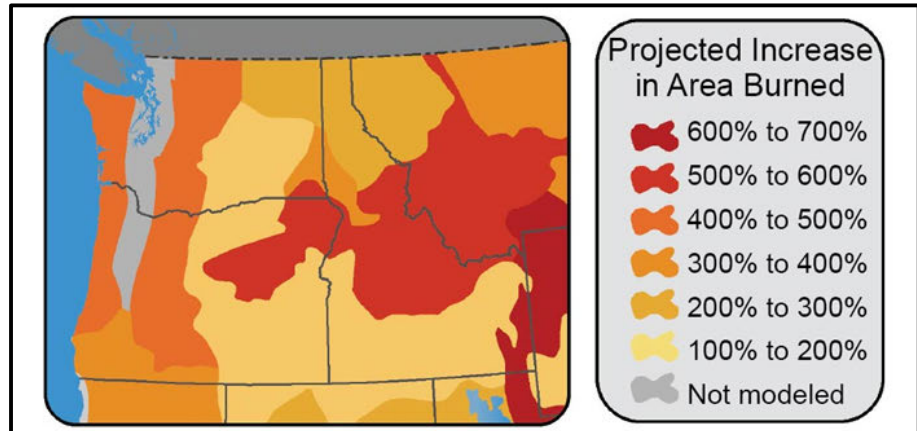 Projected Increase
in Area Burned
600% to 700%
500% to 600%
400% to 500%
300% to 400%
200% to 300%
100% to 200%
Not modeled